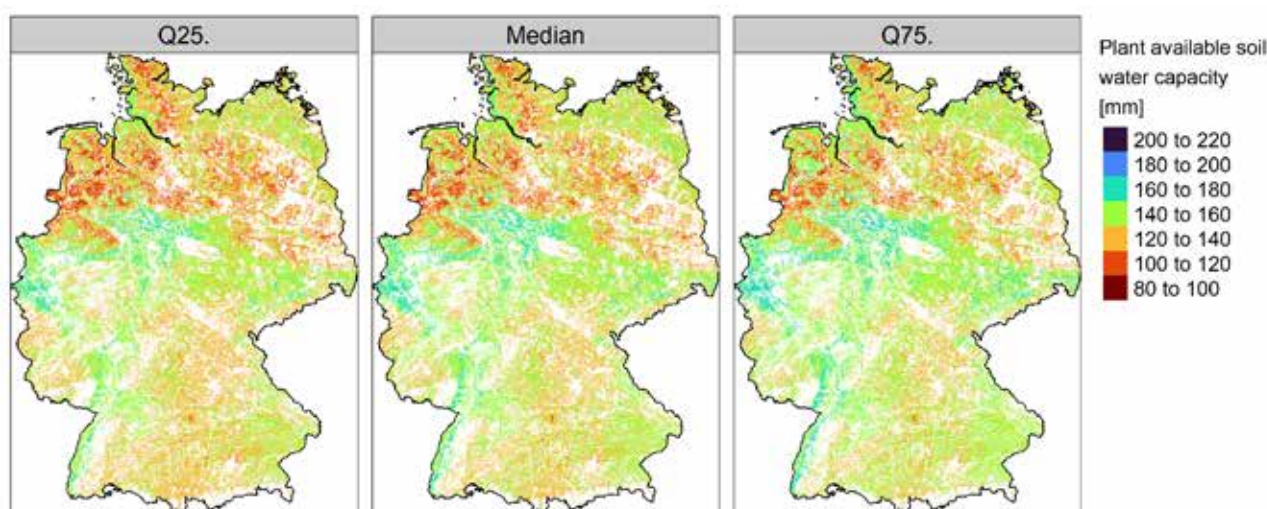 Q25.
Median
Q75.
Plant available soil
water capacity
[mm]
200 to 220
180 to 200
160 to 180
140 to 160
120 to 140
100 to 120
80 to 100